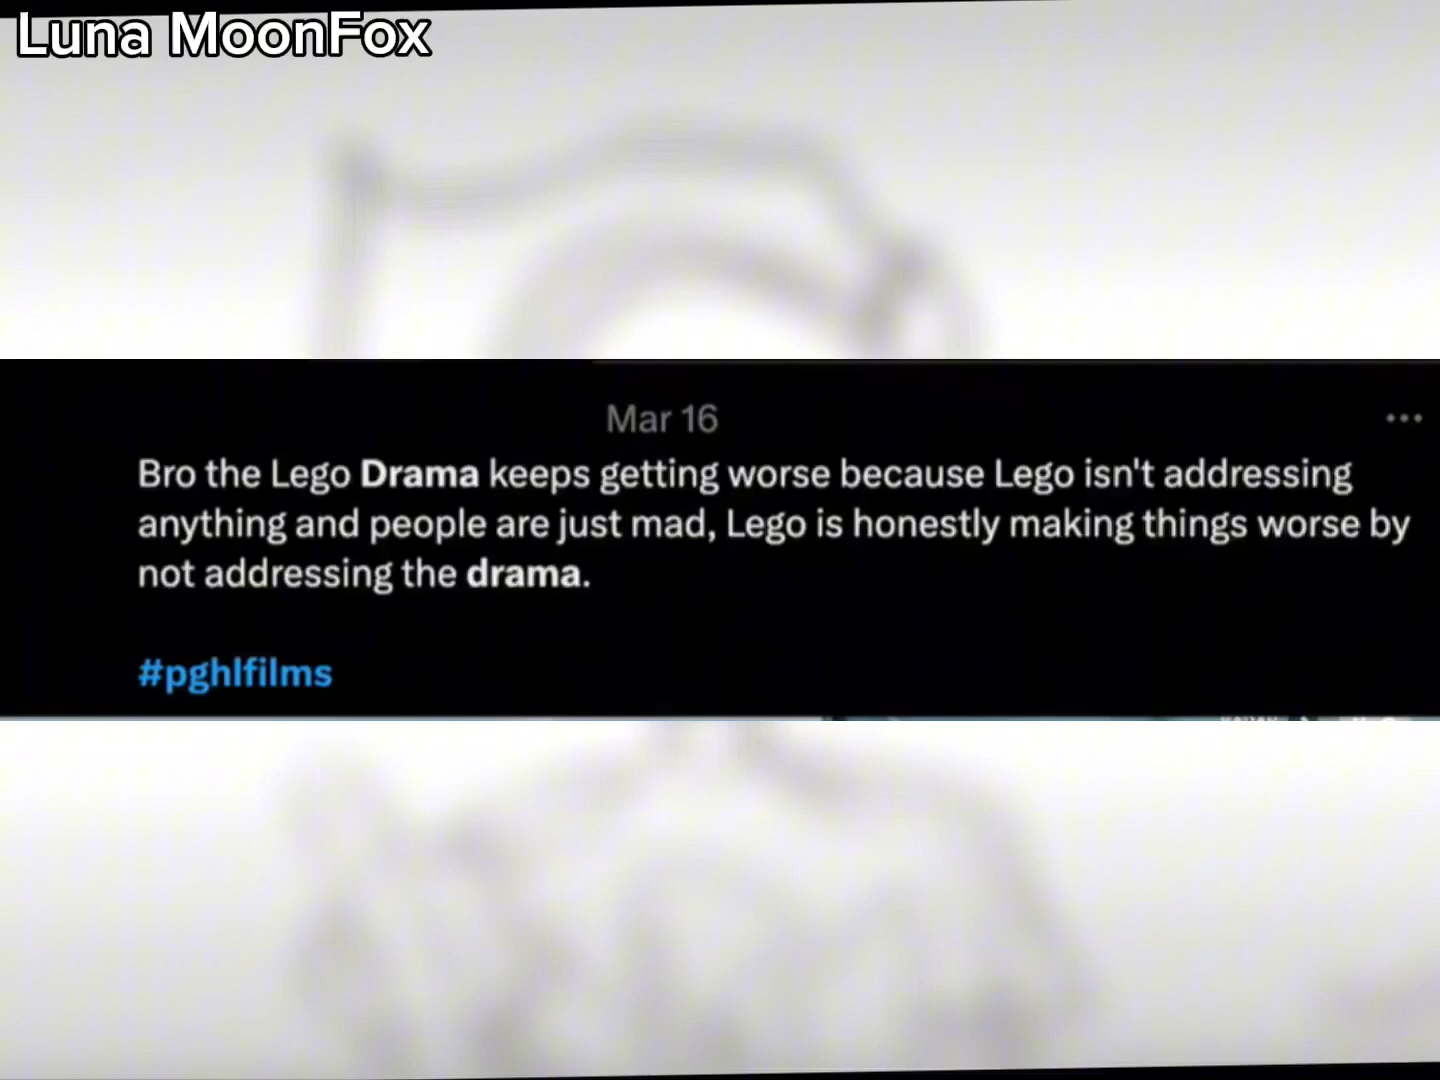 Luna MoonFox
Mar 16
Bro the Lego Drama keeps getting worse because Lego isn't addressing
anything and people are just mad, Lego is honestly making things worse by
not addressing the drama.
#pghlfilms